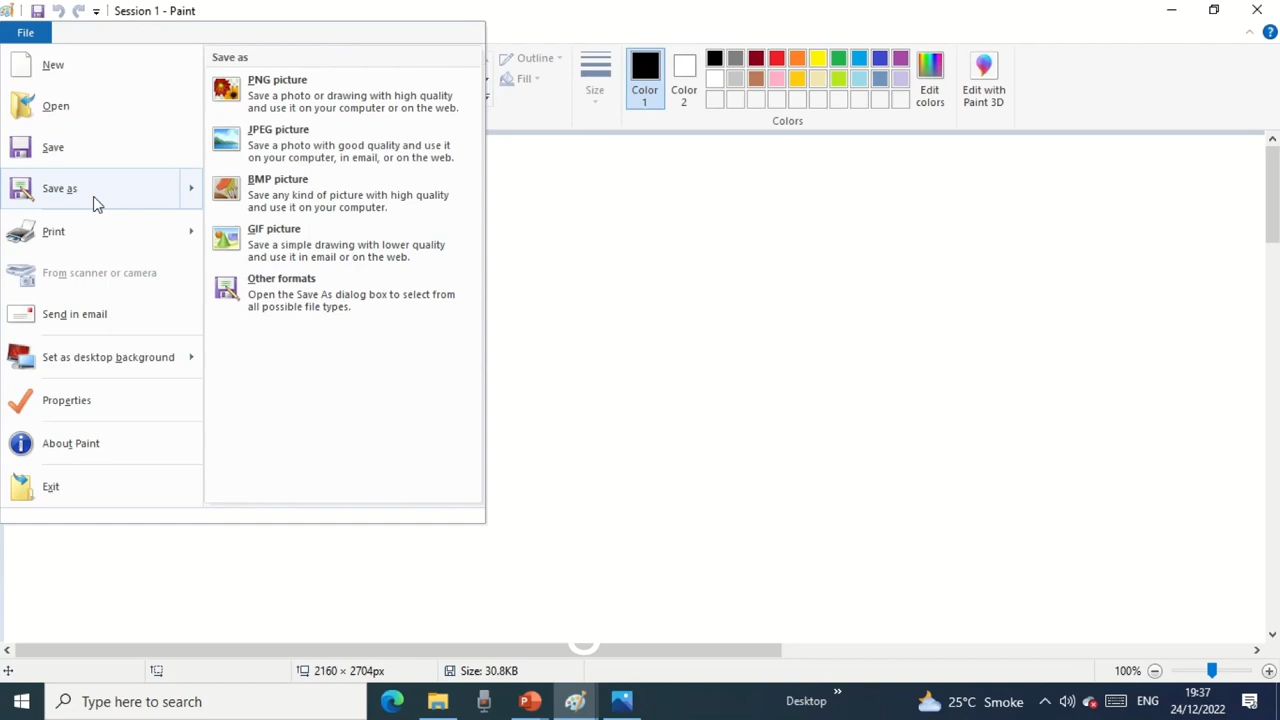 Session 1 - Paint
File
New
Open
Save
Save as
Print
From scanner or camera
Send in email
Set as desktop background
Properties
About Paint
Exit
Save as
PNG picture
Save a photo or drawing with high quality
and use it on your computer or on the web.
JPEG picture
Save a photo with good quality and use it
on your computer, in email, or on the web.
BMP picture
Save any kind of picture with high quality
and use it on your computer.
GIF picture
Save a simple drawing with lower quality
and use it in email or on the web.
Other formats
Open the Save As dialog box to select from
all possible file types.
Outline
Fill
Size
Color
1
Color
2
Edit
colors
Edit with
Paint 3D
Colors
2160 × 2704px
Size: 30.8KB
100%
Type here to search
Desktop
25°C Smoke
ENG
19:37
24/12/2022